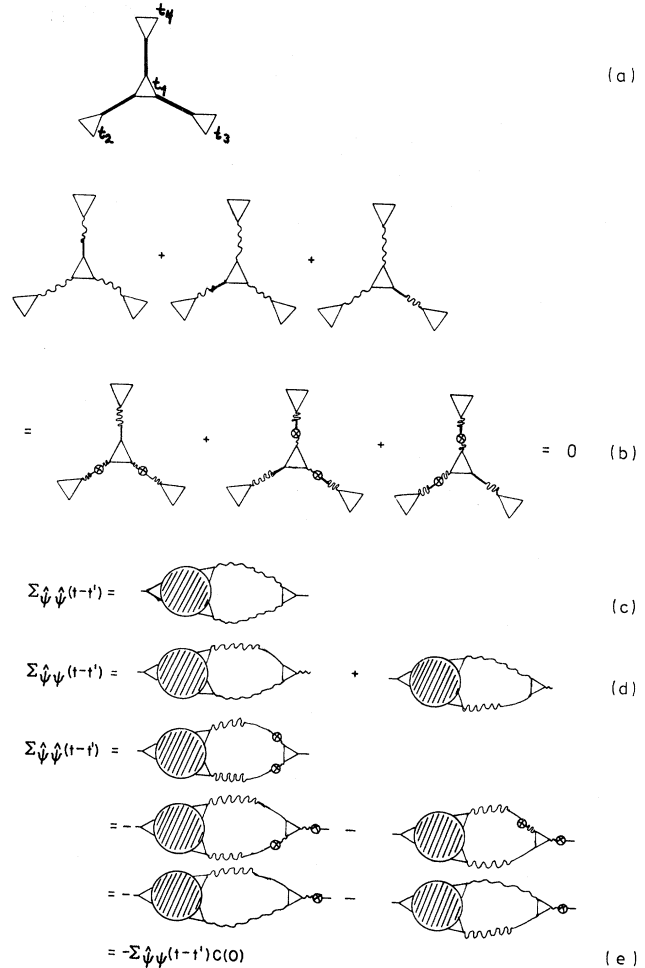 t4
t1
t2
t3
(a)
+ +
= + + = 0 (b)
Σψ̂ψ̂(t-t') = (c)
Σψ̂ψ(t-t') = + (d)
Σψ̂ψ̂(t-t') =
= - -
= - -
= -Σψ̂ψ(t-t')C(0) (e)